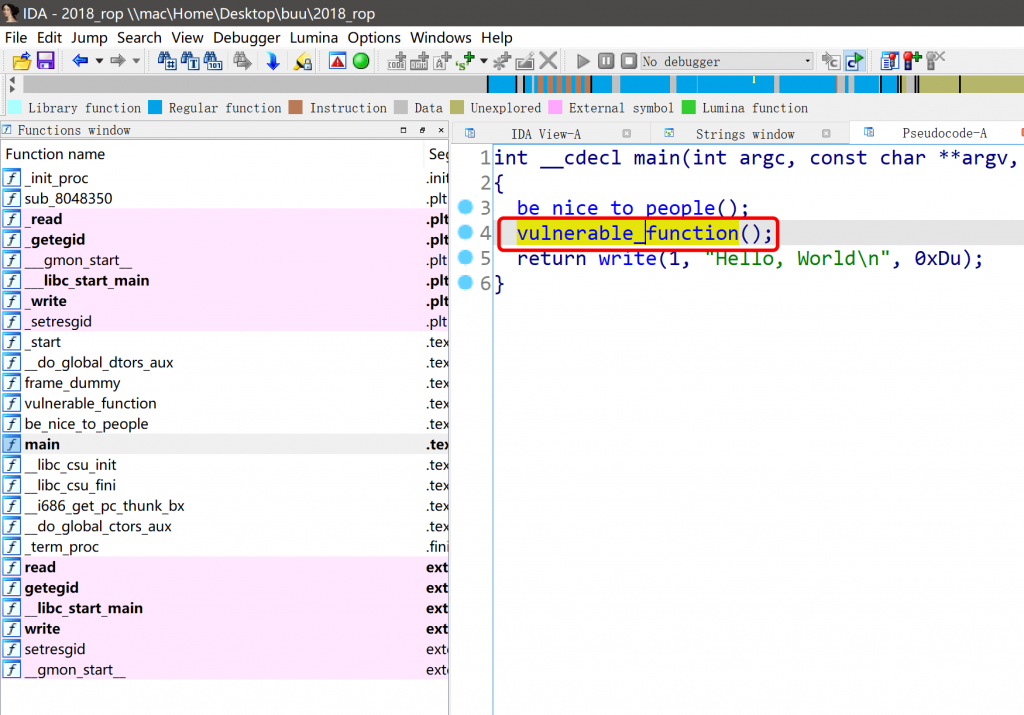 IDA - 2018_rop \\mac\Home\Desktop\buu\2018_rop
File Edit Jump Search View Debugger Lumina Options Windows Help
No debugger
Library function Regular function Instruction Data Unexplored External symbol Lumina function
Functions window
IDA View-A Strings window Pseudocode-A
Function name Seg
f _init_proc .init
f sub_8048350 .plt
f _read .plt
f _getegid .plt
f ___gmon_start__ .plt
f ___libc_start_main .plt
f _write .plt
f _setresgid .plt
f _start .tex
f __do_global_dtors_aux .tex
f frame_dummy .tex
f vulnerable_function .tex
f be_nice_to_people .tex
f main .tex
f __libc_csu_init .tex
f __libc_csu_fini .tex
f __i686_get_pc_thunk_bx .tex
f __do_global_ctors_aux .tex
f _term_proc .fini
f read ext
f getegid ext
f __libc_start_main ext
f write ext
f setresgid exte
f __gmon_start__ exte
1 int __cdecl main(int argc, const char **argv,
2 {
3 be_nice_to_people();
4 vulnerable_function();
5 return write(1, "Hello, World\n", 0xDu);
6 }